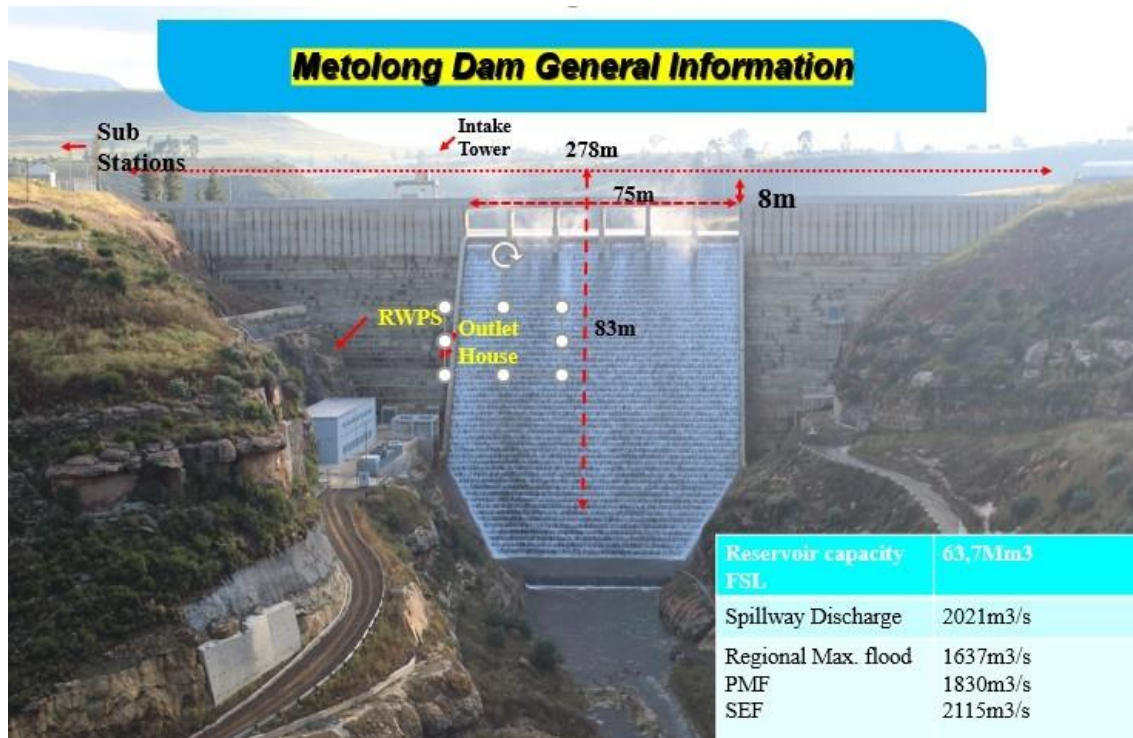 Metolong Dam General Information
Sub
Stations
Intake
Tower
278m
75m
8m
RWPS
Outlet
House
83m
Reservoir capacity 63,7Mm3
FSL
Spillway Discharge 2021m3/s
Regional Max. flood 1637m3/s
PMF 1830m3/s
SEF 2115m3/s